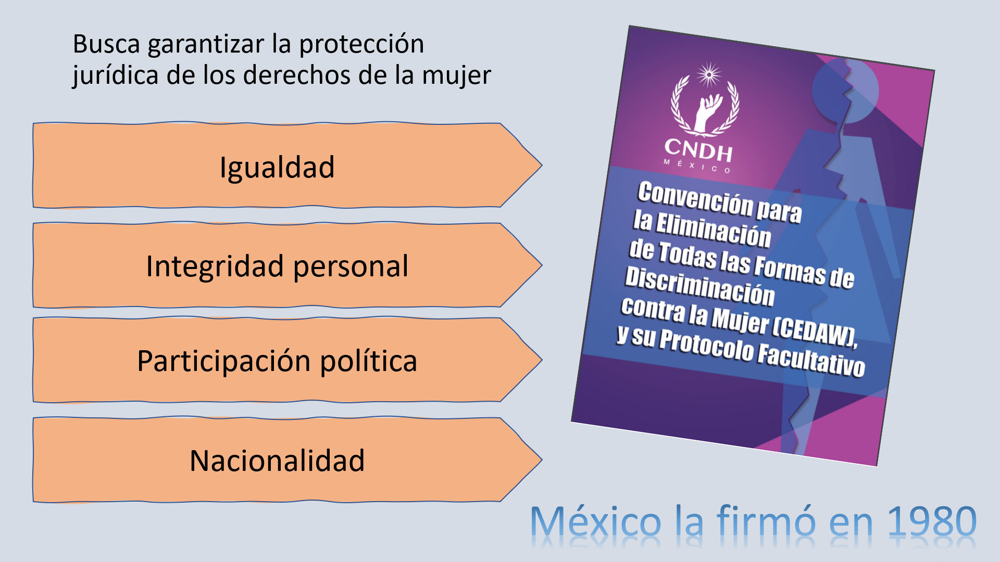 Busca garantizar la protección
jurídica de los derechos de la mujer
Igualdad
Integridad personal
Participación política
Nacionalidad
CNDH
MÉXICO
Convención para
la Eliminación
de Todas las Formas de
Discriminación
contra la Mujer (CEDAW),
y su Protocolo Facultativo
México la firmó en 1980